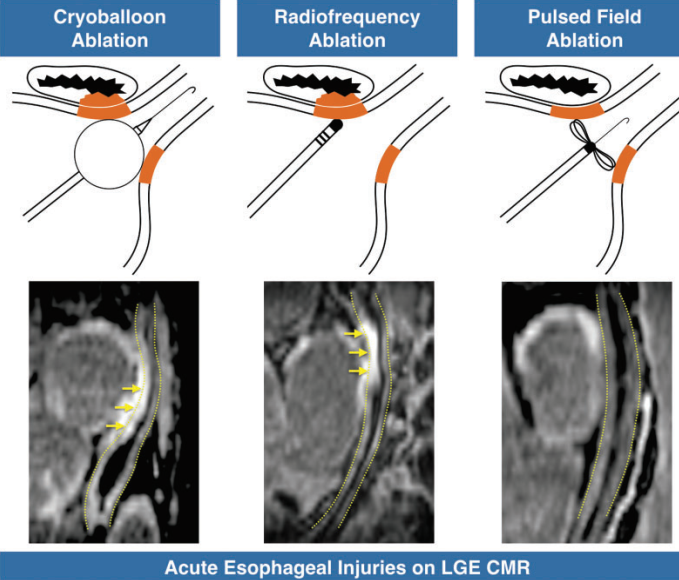 Cryoballoon
Ablation
Radiofrequency
Ablation
Pulsed Field
Ablation
Acute Esophageal Injuries on LGE CMR